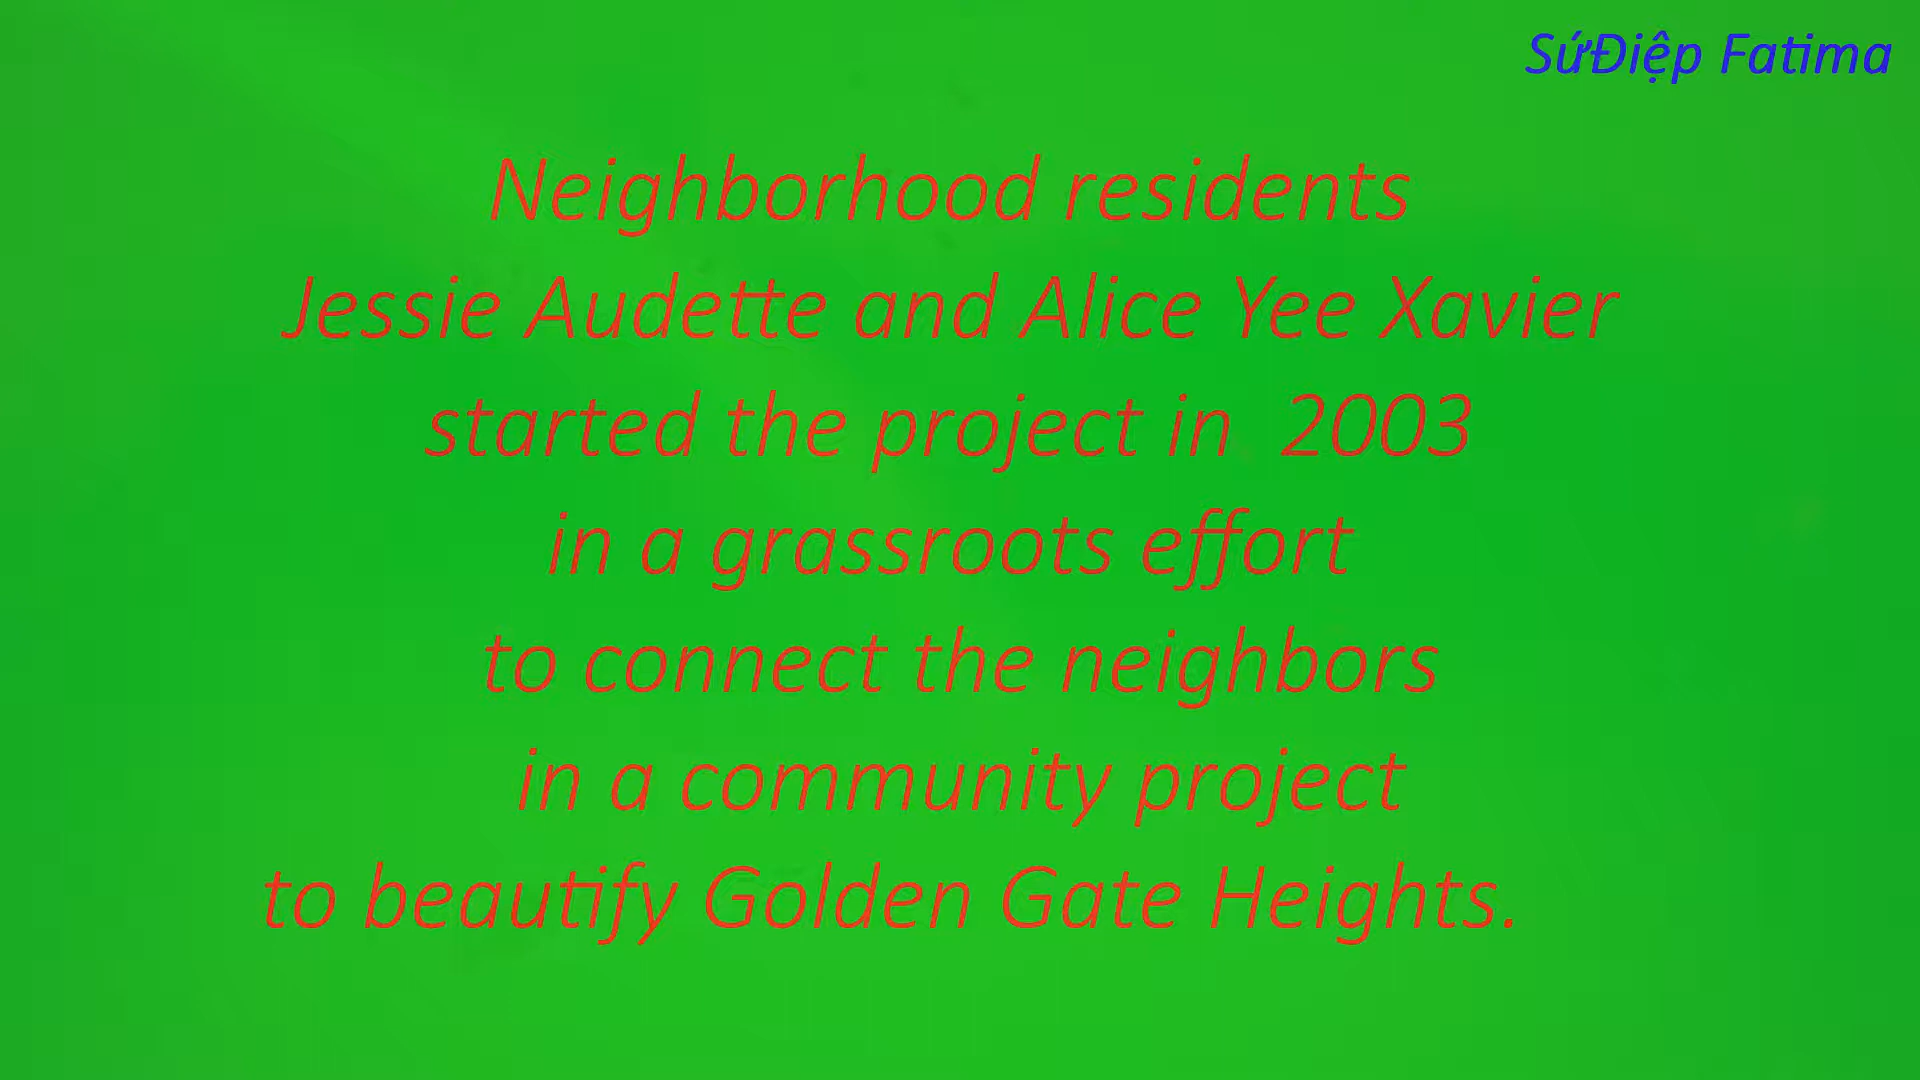 SứĐiệp Fatima
Neighborhood residents
Jessie Audette and Alice Yee Xavier
started the project in  2003
in a grassroots effort
to connect the neighbors
in a community project
to beautify Golden Gate Heights.